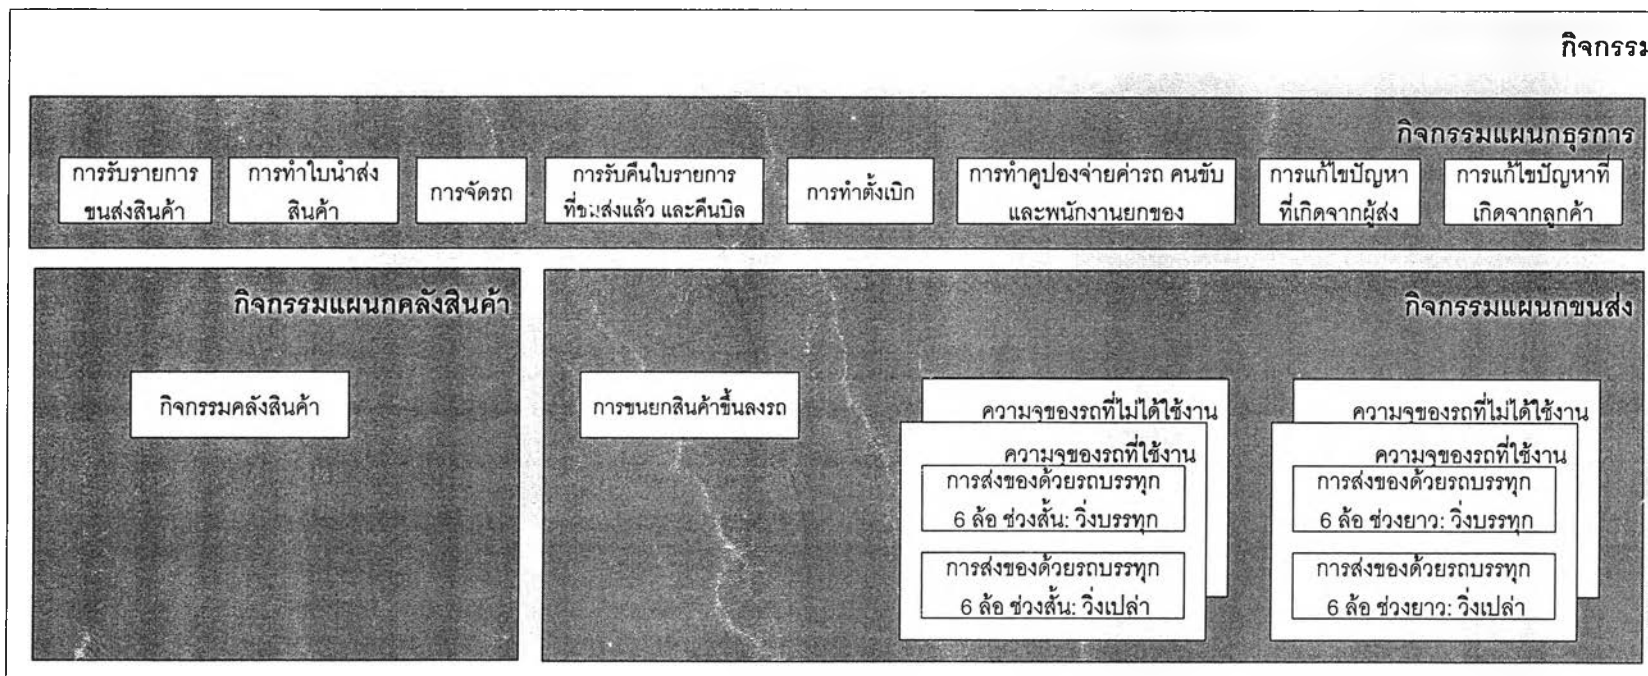 กิจกรรม
กิจกรรมแผนกธุรการ
การรับรายการ
ขนส่งสินค้า
การทำใบนำส่ง
สินค้า
การจัดรถ
การรับคืนใบรายการ
ที่ขนส่งแล้ว และคืนบิล
การทำตั้งเบิก
การทำคูปองจ่ายค่ารถ คนขับ
และพนักงานยกของ
การแก้ไขปัญหา
ที่เกิดจากผู้ส่ง
การแก้ไขปัญหาที่
เกิดจากลูกค้า
กิจกรรมแผนกคลังสินค้า
กิจกรรมคลังสินค้า
กิจกรรมแผนกขนส่ง
การขนยกสินค้าขึ้นลงรถ
ความจุของรถที่ไม่ได้ใช้งาน
ความจุของรถที่ใช้งาน
การส่งของด้วยรถบรรทุก
6 ล้อ ช่วงสั้น: วิ่งบรรทุก
การส่งของด้วยรถบรรทุก
6 ล้อ ช่วงสั้น: วิ่งเปล่า
ความจุของรถที่ไม่ได้ใช้งาน
ความจุของรถที่ใช้งาน
การส่งของด้วยรถบรรทุก
6 ล้อ ช่วงยาว: วิ่งบรรทุก
การส่งของด้วยรถบรรทุก
6 ล้อ ช่วงยาว: วิ่งเปล่า